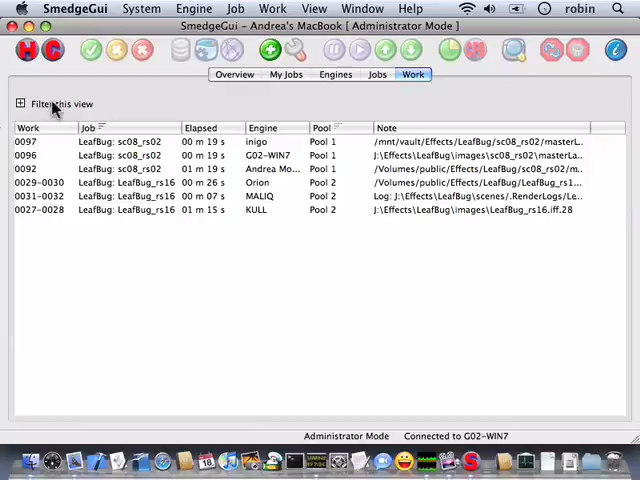 SmedgeGui System Engine Job Work View Window Help robin
SmedgeGui - Andrea's MacBook [ Administrator Mode ]
H C
Overview My Jobs Engines Jobs Work
Filter this view
Work Job Elapsed Engine Pool Note
0097 LeafBug: sc08_rs02 00 m 19 s inigo Pool 1 /mnt/vault/Effects/LeafBug/sc08_rs02/masterL..
0096 LeafBug: sc08_rs02 00 m 19 s G02-WIN7 Pool 1 J:\Effects\LeafBug\images\sc08_rs02\masterLa..
0092 LeafBug: sc08_rs02 01 m 19 s Andrea Mo... Pool 1 /Volumes/public/Effects/LeafBug/sc08_rs02/m..
0029-0030 LeafBug: LeafBug_rs16 00 m 26 s Orion Pool 2 /Volumes/public/Effects/LeafBug/LeafBug_rs1...
0031-0032 LeafBug: LeafBug_rs16 00 m 07 s MALIQ Pool 2 Log: J:\Effects\LeafBug\scenes/.RenderLogs/Le..
0027-0028 LeafBug: LeafBug_rs16 01 m 15 s KULL Pool 2 J:\Effects\LeafBug\images\LeafBug_rs16.iff.28
Administrator Mode Connected to G02-WIN7
18